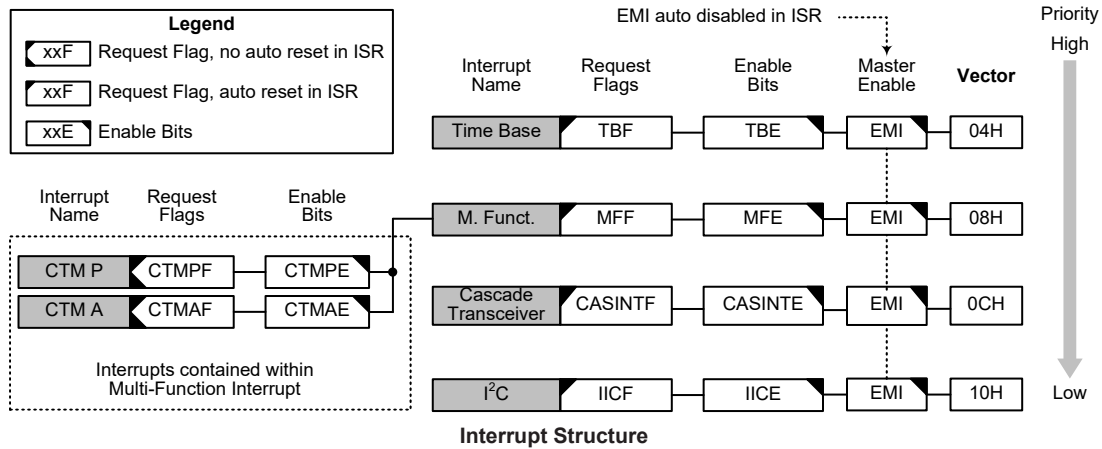 Legend
xxF Request Flag, no auto reset in ISR
xxF Request Flag, auto reset in ISR
xxE Enable Bits
EMI auto disabled in ISR
Priority
High
Interrupt Name
Request Flags
Enable Bits
Master Enable
Vector
Time Base TBF TBE EMI 04H
Interrupt Name
Request Flags
Enable Bits
M. Funct. MFF MFE EMI 08H
CTM P CTMPF CTMPE
CTM A CTMAF CTMAE
Cascade Transceiver CASINTF CASINTE EMI 0CH
Interrupts contained within
Multi-Function Interrupt
I²C IICF IICE EMI 10H
Low
Interrupt Structure